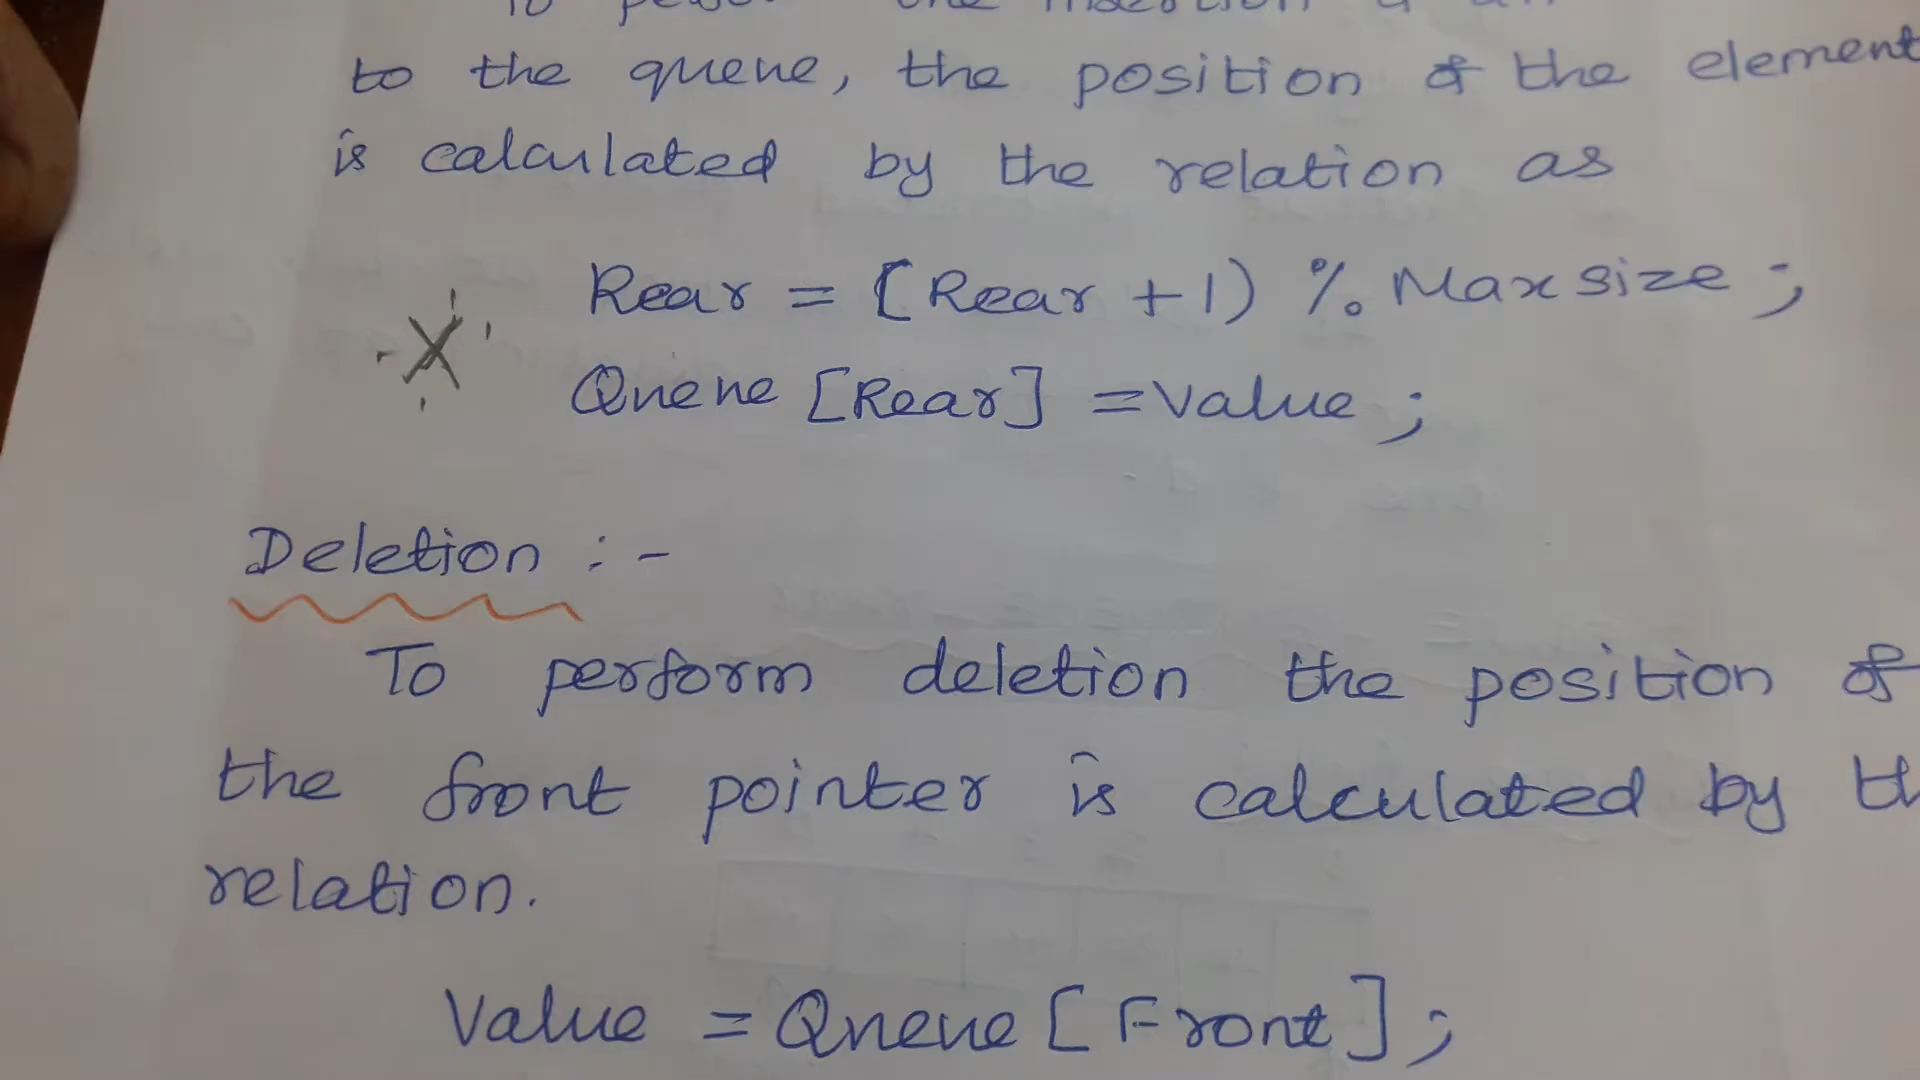 to the queue, the position of the element
is calculated by the relation as
Rear = [Rear +1) % Maxsize;
Queue [Rear] = Value;
Deletion :-
To perform deletion the position of
the front pointer is calculated by
relation.
Value = Queue [Front];